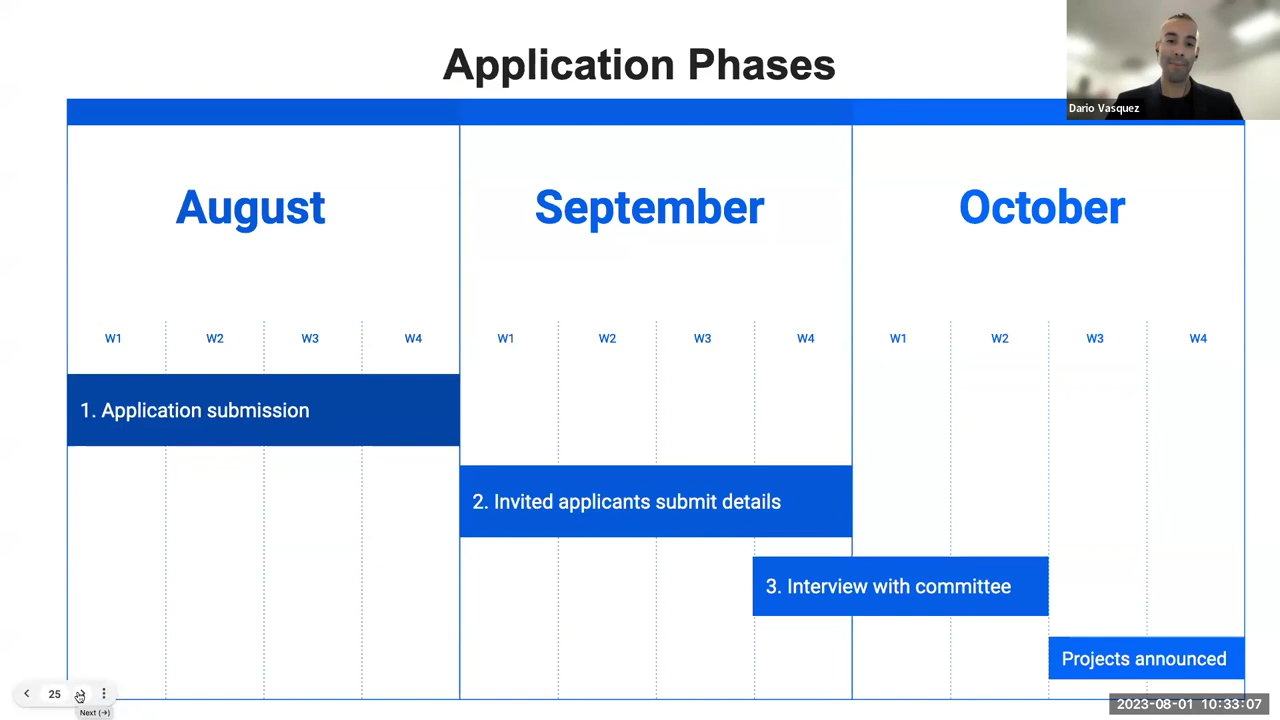 Application Phases
Dario Vasquez
August
September
October
W1
W2
W3
W4
W1
W2
W3
W4
W1
W2
W3
W4
1. Application submission
2. Invited applicants submit details
3. Interview with committee
Projects announced
25
Next (→)
2023-08-01 10:33:07